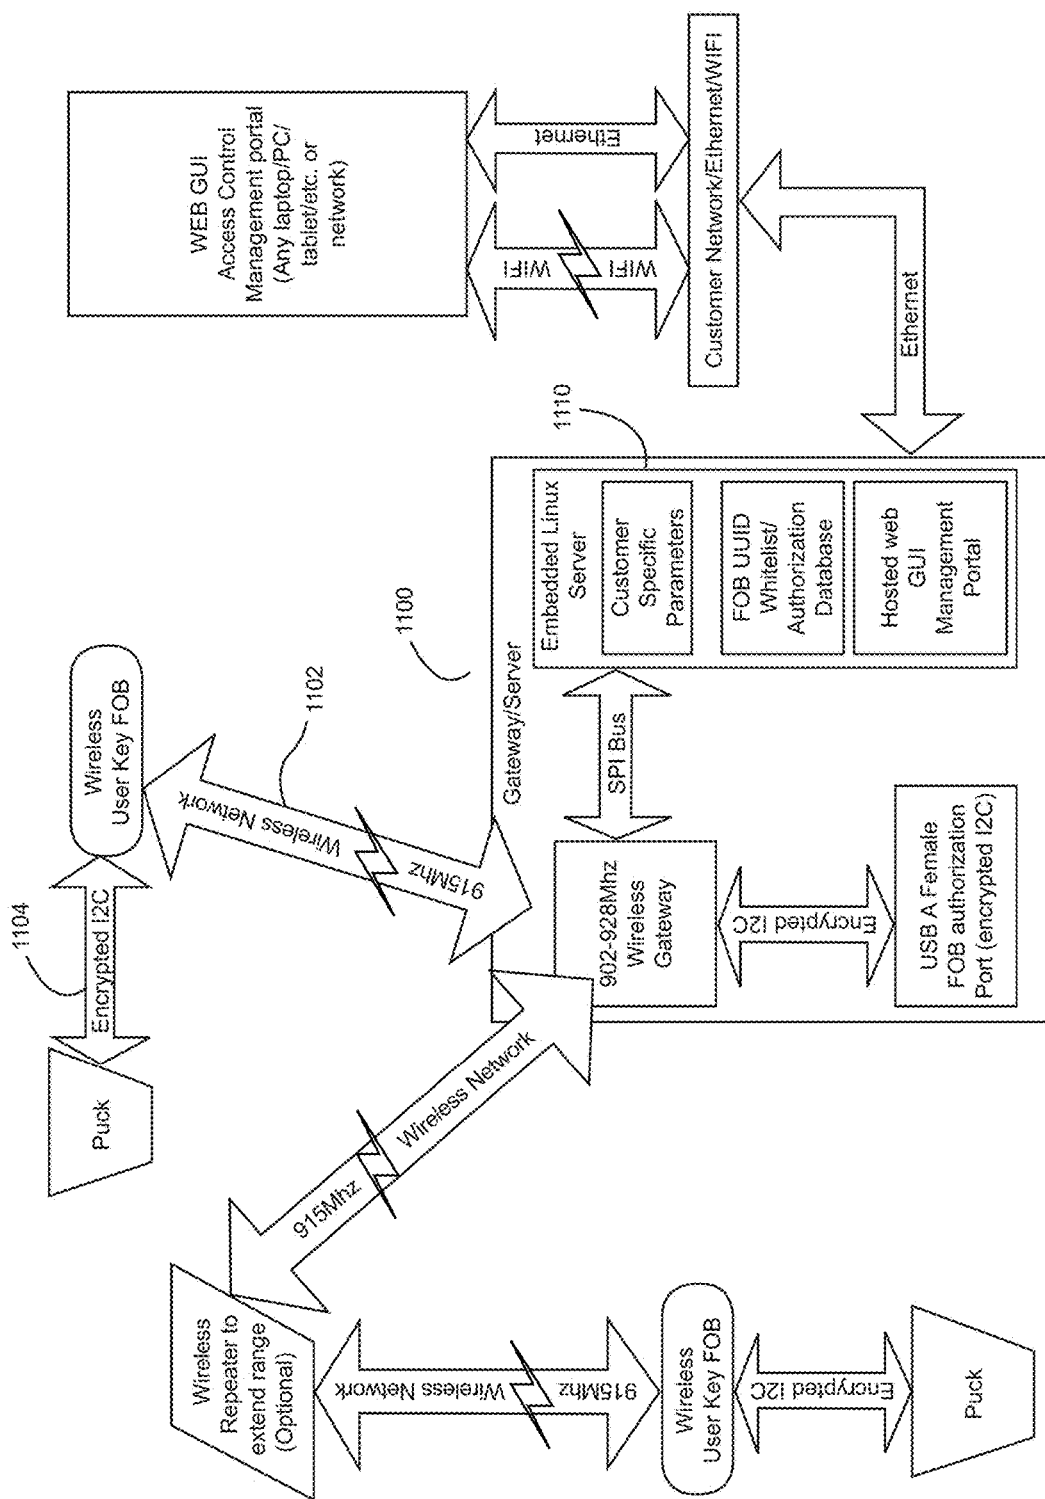 Wireless
Repeater to
extend range
(Optional)
Wireless Network
915Mhz
Wireless
User Key FOB
Encrypted I2C
Puck
915Mhz
Wireless Network
Puck
1104
Encrypted I2C
Wireless
User Key FOB
1102
Wireless Network
915Mhz
1100
Gateway/Server
902-928Mhz
Wireless
Gateway
Encrypted I2C
USB A Female
FOB authorization
Port (encrypted I2C)
SPI Bus
1110
Embedded Linux
Server
Customer
Specific
Parameters
FOB UUID
Whitelist/
Authorization
Database
Hosted web
GUI
Management
Portal
WEB GUI
Access Control
Management portal
(Any laptop/PC/
tablet/etc. or
network)
WIFI
WIFI
Ethernet
Customer Network/Ethernet/WIFI
Ethernet